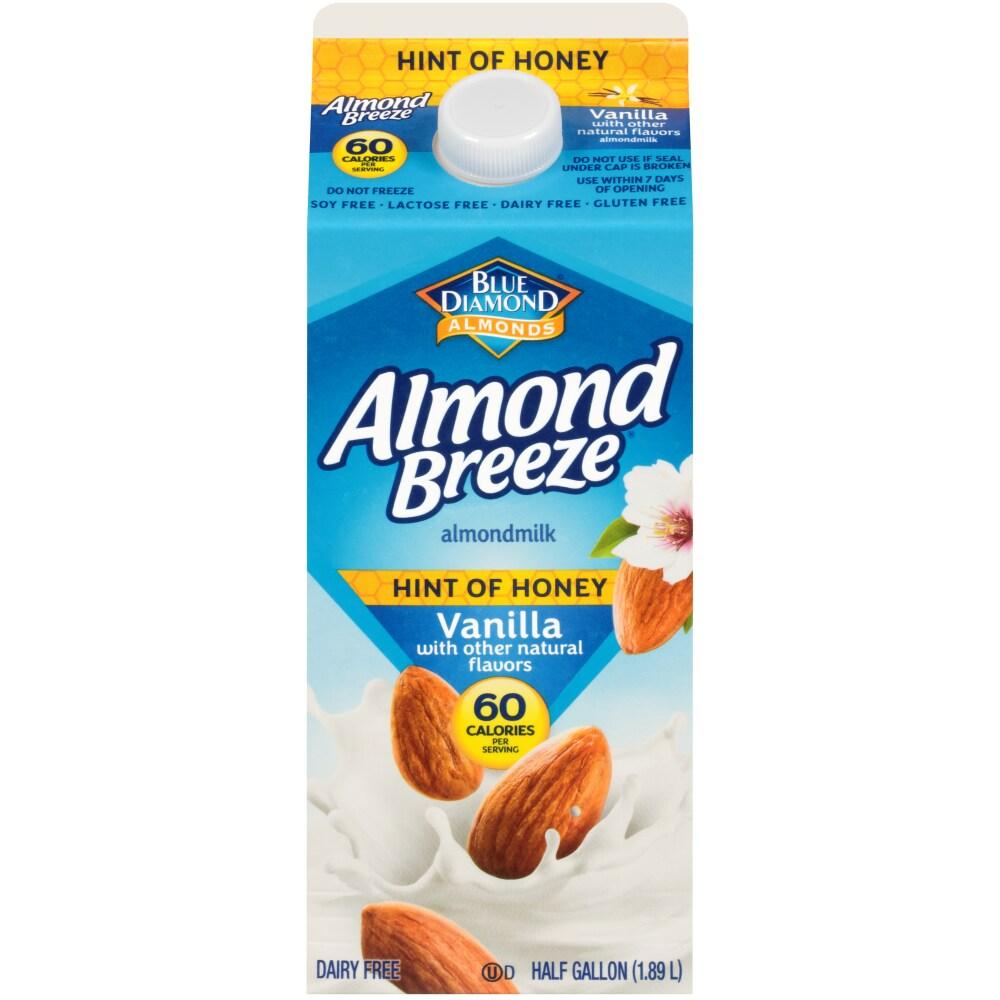 HINT OF HONEY
Almond
Breeze
60
CALORIES
PER
SERVING
DO NOT FREEZE
Vanilla
with other
natural flavors
almondmilk
DO NOT USE IF SEAL
UNDER CAP IS BROKEN
USE WITHIN 7 DAYS
OF OPENING
SOY FREE · LACTOSE FREE · DAIRY FREE · GLUTEN FREE
BLUE
DIAMOND®
ALMONDS
Almond
Breeze®
almondmilk
HINT OF HONEY
Vanilla
with other natural
flavors
60
CALORIES
PER
SERVING
DAIRY FREE
UD
HALF GALLON (1.89 L)